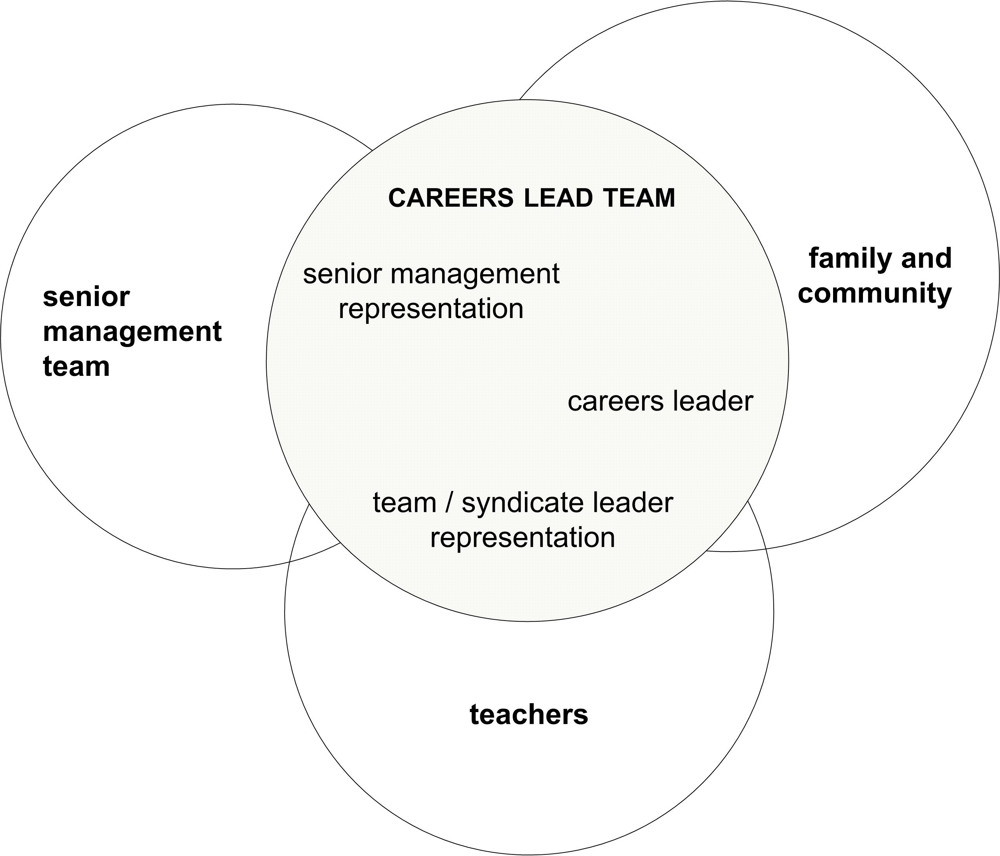 CAREERS LEAD TEAM
senior management
representation
careers leader
team / syndicate leader
representation
senior
management
team
family and
community
teachers